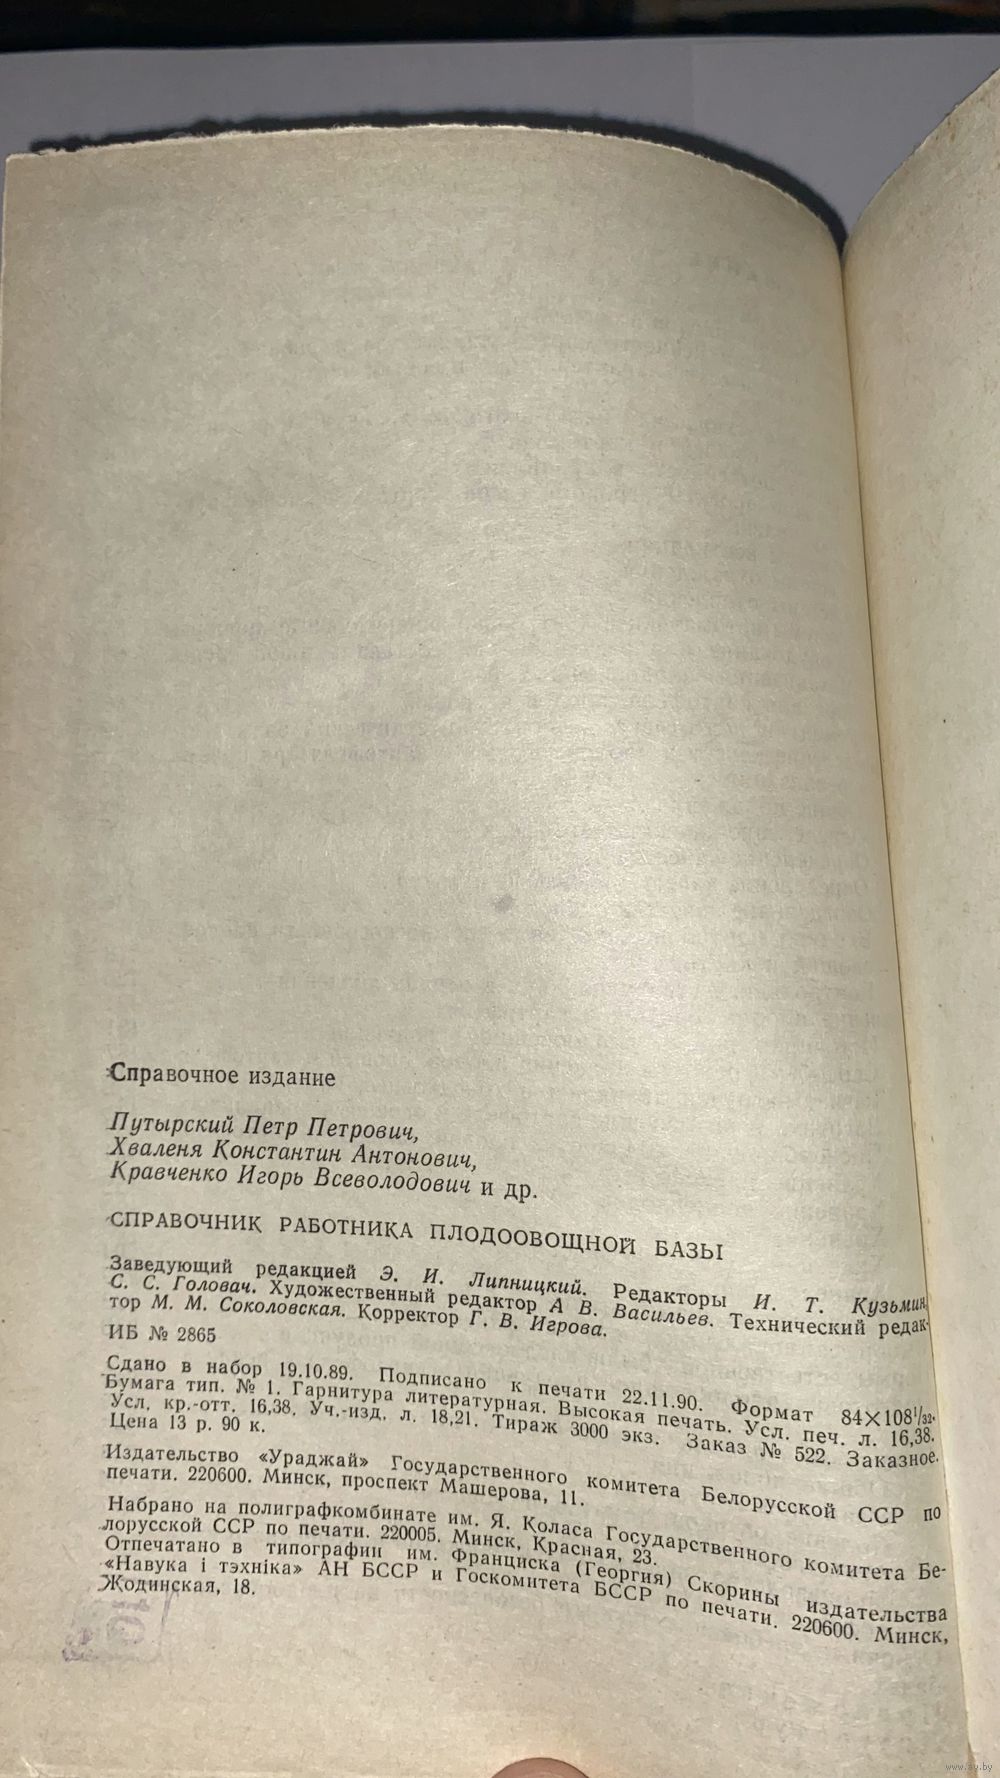 Справочное издание
Путырский Петр Петрович,
Хваленя Константин Антонович,
Кравченко Игорь Всеволодович и др.
СПРАВОЧНИК РАБОТНИКА ПЛОДООВОЩНОЙ БАЗЫ
Заведующий редакцией Э. И. Липницкий. Редакторы И. Т. Кузьмин,
С. С. Головач. Художественный редактор А. В. Васильев. Технический редак-
тор М. М. Соколовская. Корректор Г. В. Игрова.
ИБ № 2865
Сдано в набор 19.10.89. Подписано к печати 22.11.90. Формат 84×108¹/₃₂.
Бумага тип. № 1. Гарнитура литературная. Высокая печать. Усл. печ. л. 16,38.
Усл. кр.-отт. 16,38. Уч.-изд. л. 18,21. Тираж 3000 экз. Заказ № 522. Заказное.
Цена 13 р. 90 к.
Издательство «Ураджай» Государственного комитета Белорусской ССР по
печати. 220600. Минск, проспект Машерова, 11.
Набрано на полиграфкомбинате им. Я. Коласа Государственного комитета Бе-
лорусской ССР по печати. 220005. Минск, Красная, 23.
Отпечатано в типографии им. Франциска (Георгия) Скорины издательства
«Навука і тэхніка» АН БССР и Госкомитета БССР по печати. 220600. Минск,
Жодинская, 18.
www.ay.by